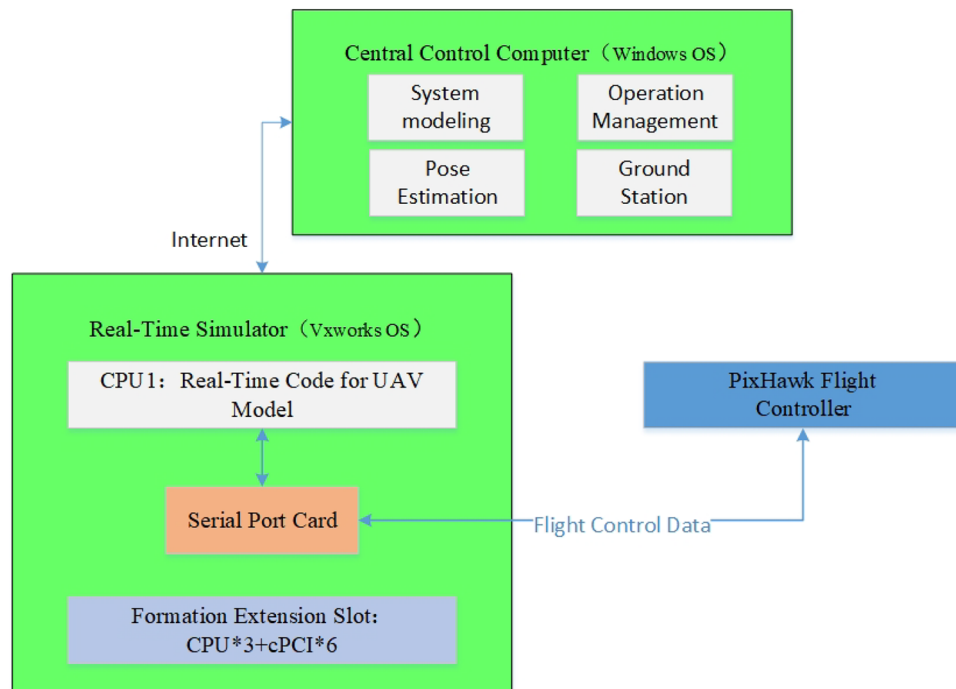 Central Control Computer（Windows OS）
System
modeling
Operation
Management
Pose
Estimation
Ground
Station
Internet
Real-Time Simulator（Vxworks OS）
CPU1：Real-Time Code for UAV
Model
PixHawk Flight
Controller
Serial Port Card
Flight Control Data
Formation Extension Slot：
CPU*3+cPCI*6